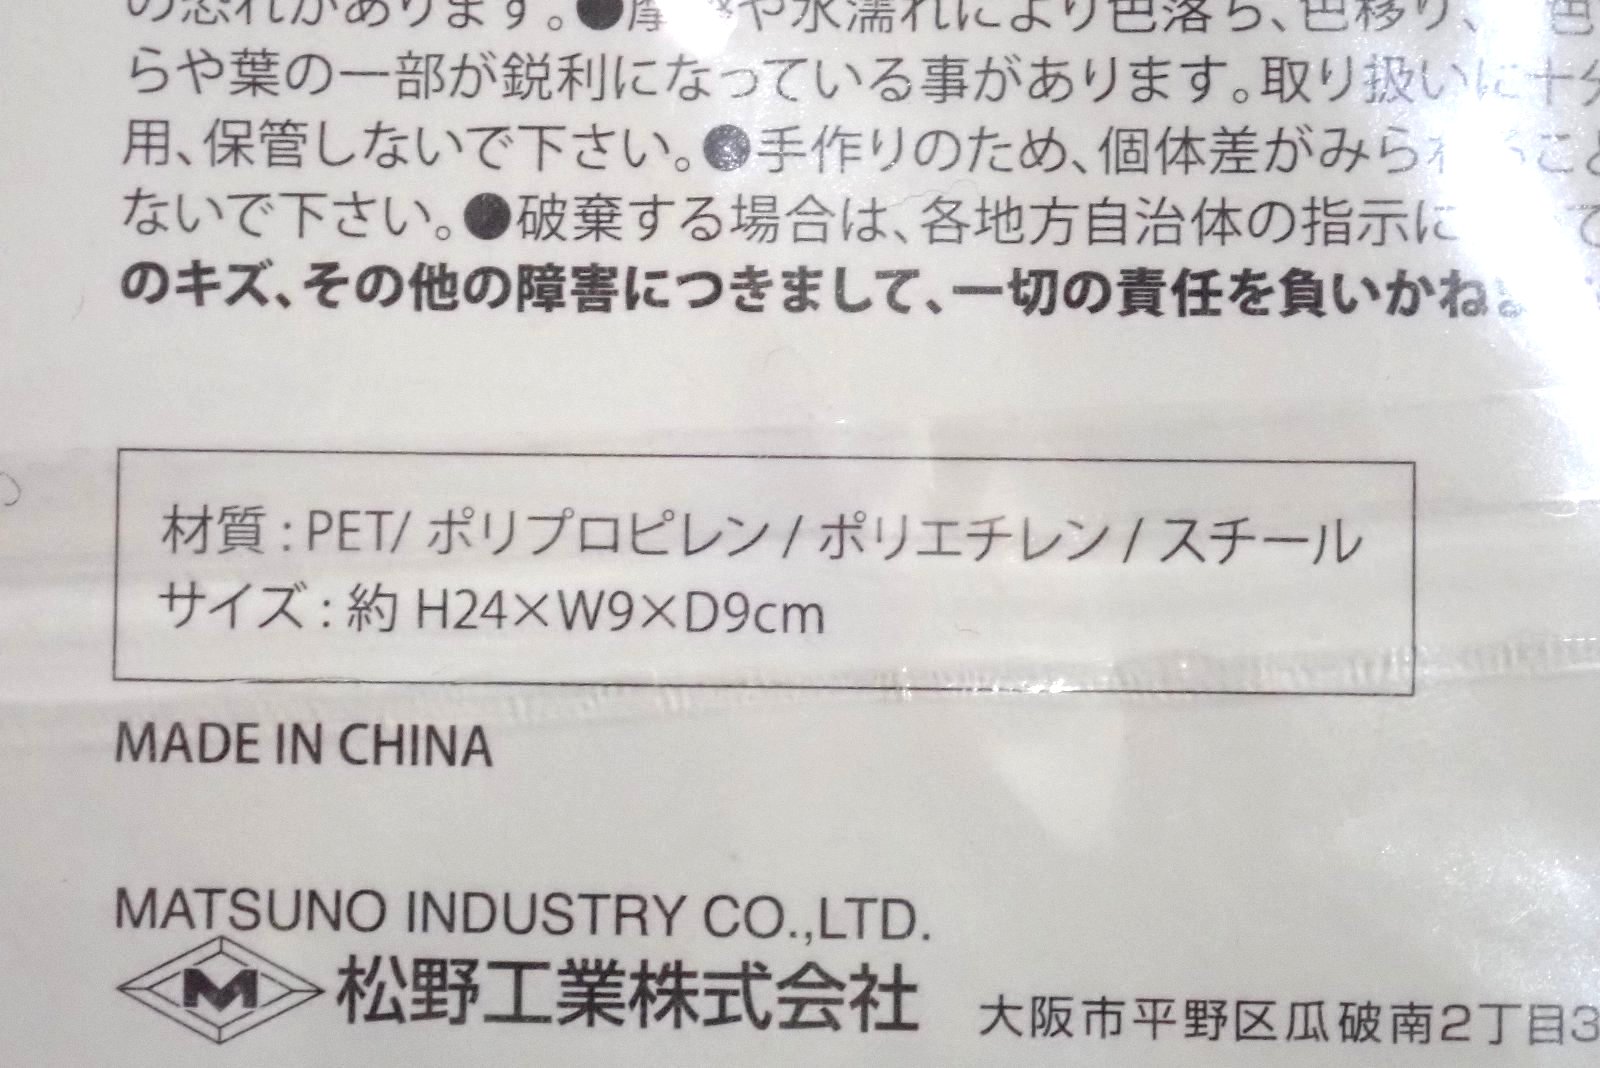 の恐れがあります。●摩 や水濡れにより色落ち、色移り、 色
らや葉の一部が鋭利になっている事があります。取り扱いに十分
用、保管しないで下さい。●手作りのため、個体差がみら こと
ないで下さい。●破棄する場合は、各地方自治体の指示に て
のキズ、その他の障害につきまして、一切の責任を負いかねま
材質 : PET/ ポリプロピレン / ポリエチレン / スチール
サイズ : 約 H24×W9×D9cm
MADE IN CHINA
MATSUNO INDUSTRY CO.,LTD.
M 松野工業株式会社 大阪市平野区瓜破南2丁目3